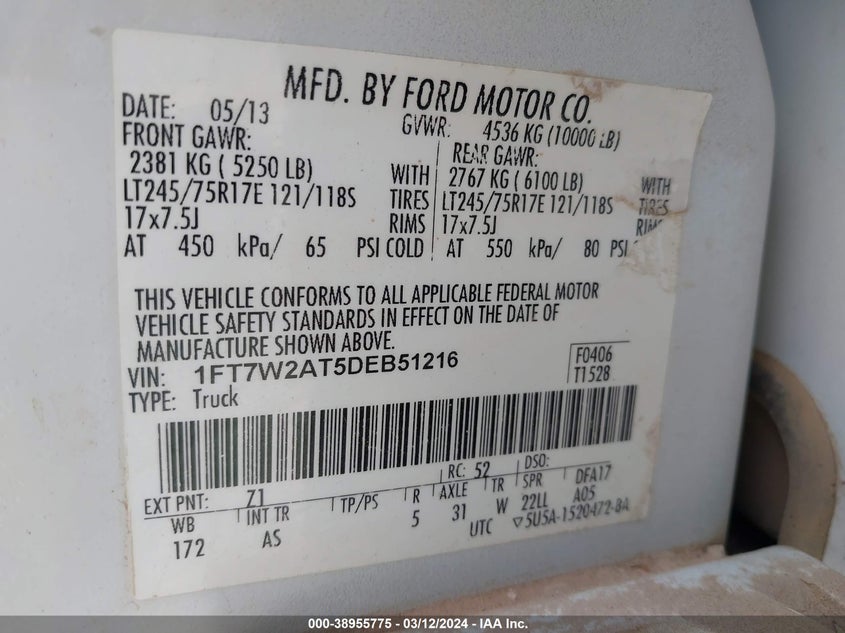 MFD. BY FORD MOTOR CO.
DATE: 05/13 GVWR: 4536 KG (10000 LB)
FRONT GAWR: REAR GAWR:
2381 KG ( 5250 LB) WITH 2767 KG ( 6100 LB) WITH
LT245/75R17E 121/118S TIRES LT245/75R17E 121/118S TIRES
17x7.5J RIMS 17x7.5J RIMS
AT 450 kPa/ 65 PSI COLD AT 550 kPa/ 80 PSI
THIS VEHICLE CONFORMS TO ALL APPLICABLE FEDERAL MOTOR
VEHICLE SAFETY STANDARDS IN EFFECT ON THE DATE OF
MANUFACTURE SHOWN ABOVE.
VIN: 1FT7W2AT5DEB51216 F0406
TYPE: Truck T1528
RC: 52 DSO:
EXT PNT: Z1
WB INT TR TP/PS R AXLE TR SPR DFA17
172 AS 5 31 W 22LL A05
UTC ▽5U5A-1520472-BA
000-38955775 - 03/12/2024 - IAA Inc.